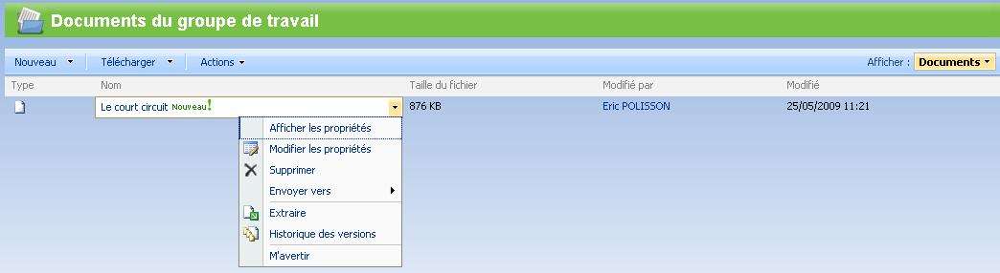 Documents du groupe de travail
Nouveau Télécharger Actions Afficher : Documents
Type Nom Taille du fichier Modifié par Modifié
Le court circuit Nouveau! 876 KB Eric POLISSON 25/05/2009 11:21
Afficher les propriétés
Modifier les propriétés
Supprimer
Envoyer vers
Extraire
Historique des versions
M'avertir